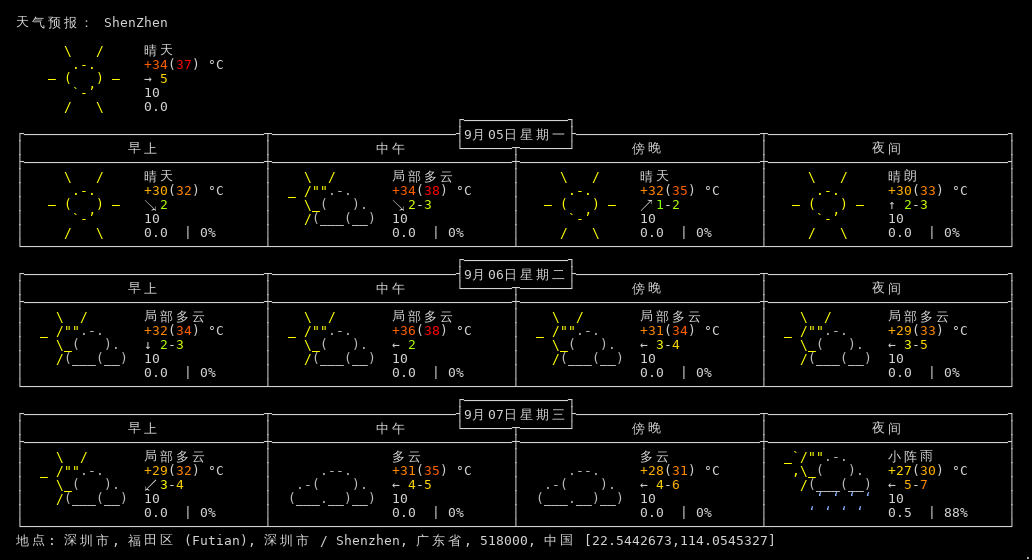 天气预报: ShenZhen
晴天
+34(37) °C
→ 5
10
0.0
9月05日星期一
早上 中午 傍晚 夜间
晴天 局部多云 晴天 晴朗
+30(32) °C +34(38) °C +32(35) °C +30(33) °C
↘ 2 ↘ 2-3 ↗ 1-2 ↑ 2-3
10 10 10 10
0.0 | 0% 0.0 | 0% 0.0 | 0% 0.0 | 0%
9月06日星期二
早上 中午 傍晚 夜间
局部多云 局部多云 局部多云 局部多云
+32(34) °C +36(38) °C +31(34) °C +29(33) °C
↓ 2-3 ← 2 ← 3-4 ← 3-5
10 10 10 10
0.0 | 0% 0.0 | 0% 0.0 | 0% 0.0 | 0%
9月07日星期三
早上 中午 傍晚 夜间
局部多云 多云 多云 小阵雨
+29(32) °C +31(35) °C +28(31) °C +27(30) °C
↙ 3-4 ← 4-5 ← 4-6 ← 5-7
10 10 10 10
0.0 | 0% 0.0 | 0% 0.0 | 0% 0.5 | 88%
地点: 深圳市, 福田区 (Futian), 深圳市 / Shenzhen, 广东省, 518000, 中国 [22.5442673,114.0545327]